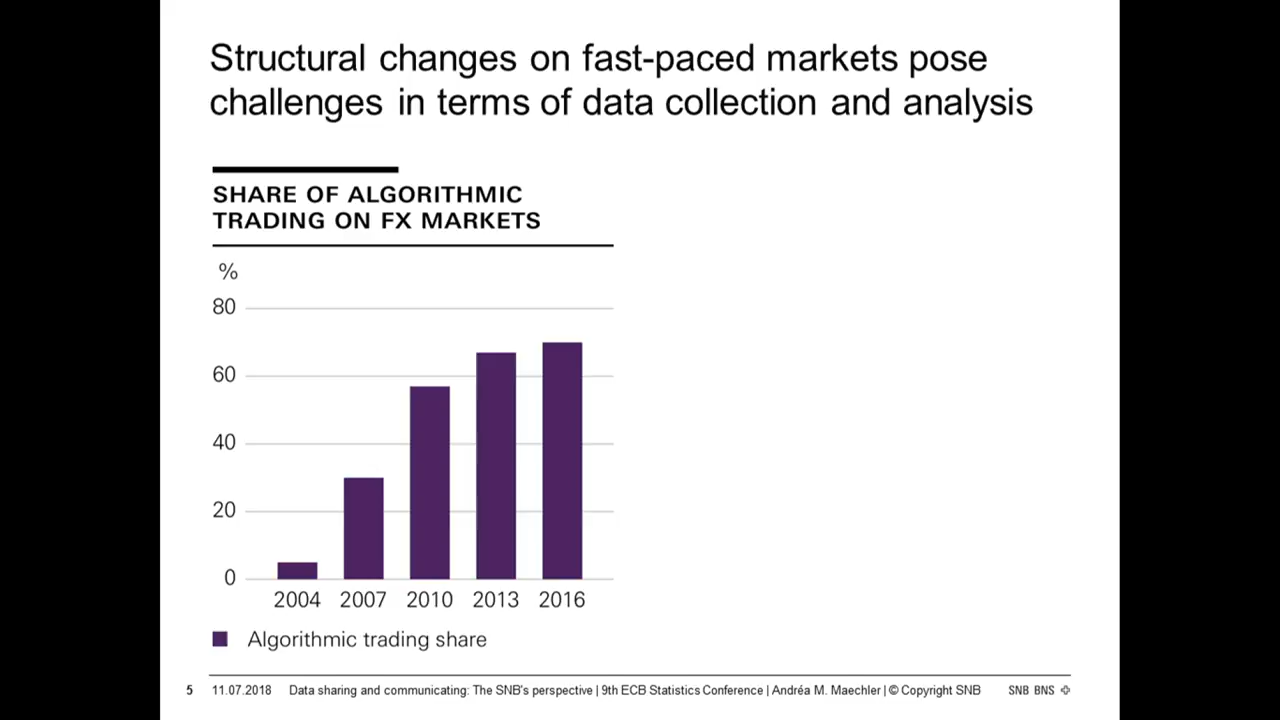 Structural changes on fast-paced markets pose
challenges in terms of data collection and analysis
SHARE OF ALGORITHMIC
TRADING ON FX MARKETS
%
80
60
40
20
0
2004 2007 2010 2013 2016
Algorithmic trading share
5 11.07.2018 Data sharing and communicating: The SNB's perspective | 9th ECB Statistics Conference | Andréa M. Maechler | © Copyright SNB SNB BNS